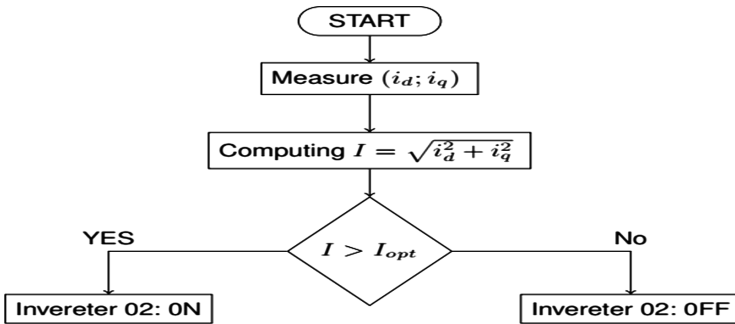 START
Measure (i_d; i_q)
Computing I = √(i_d^2 + i_q^2)
I > I_opt
YES
No
Invereter 02: 0N
Invereter 02: 0FF